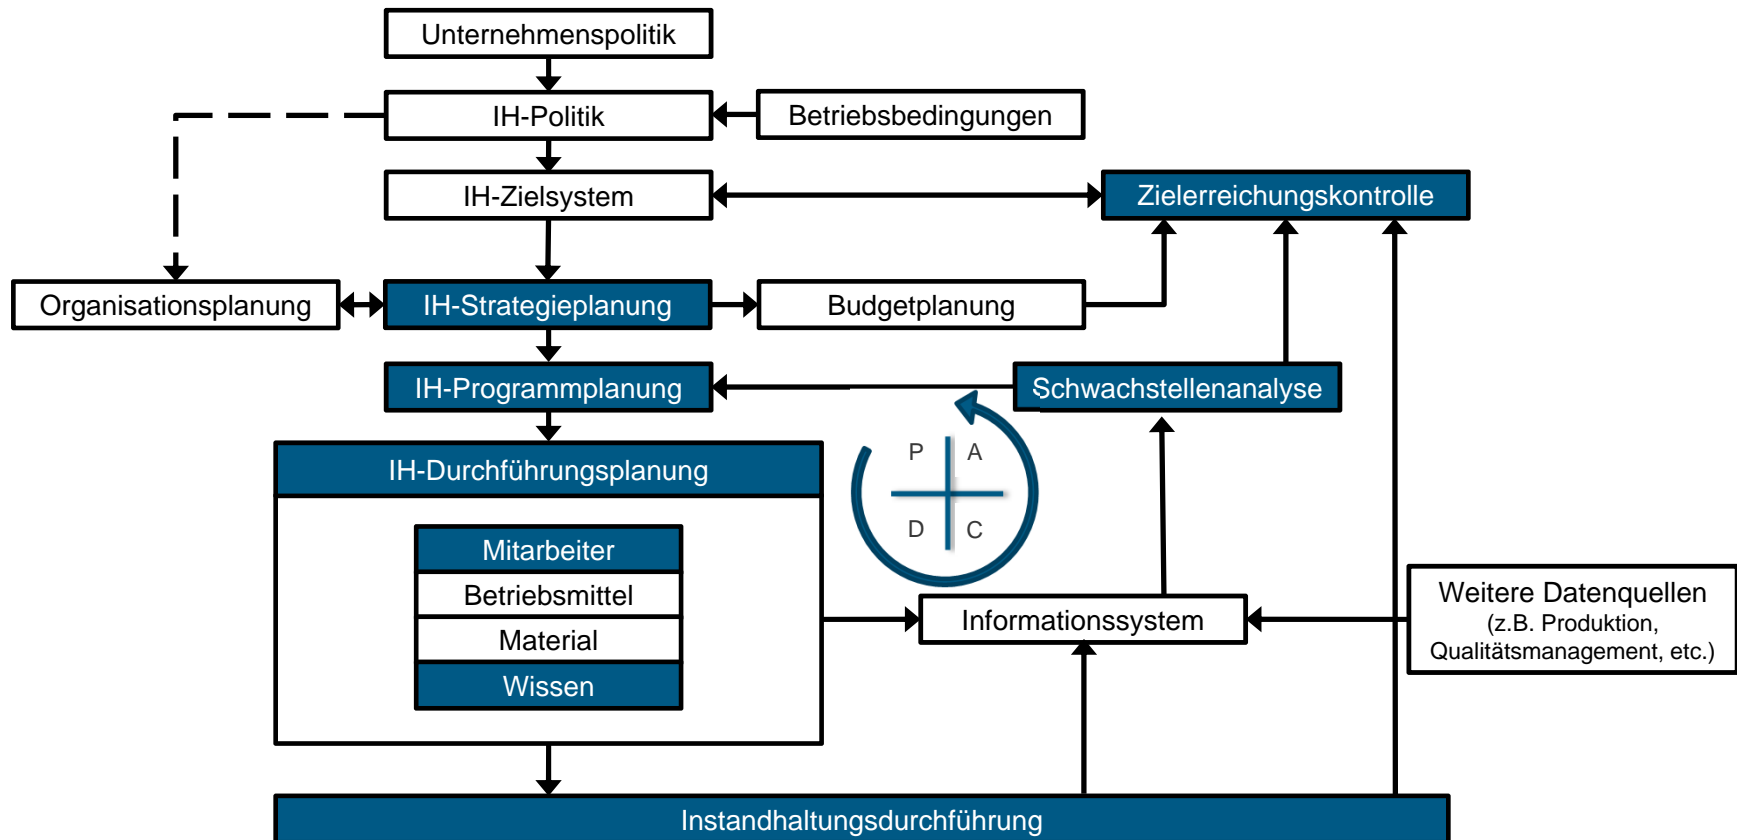 Unternehmenspolitik
IH-Politik
Betriebsbedingungen
IH-Zielsystem
Zielerreichungskontrolle
Organisationsplanung
IH-Strategieplanung
Budgetplanung
IH-Programmplanung
Schwachstellenanalyse
IH-Durchführungsplanung
P A
D C
Mitarbeiter
Betriebsmittel
Material
Wissen
Informationssystem
Weitere Datenquellen
(z.B. Produktion,
Qualitätsmanagement, etc.)
Instandhaltungsdurchführung